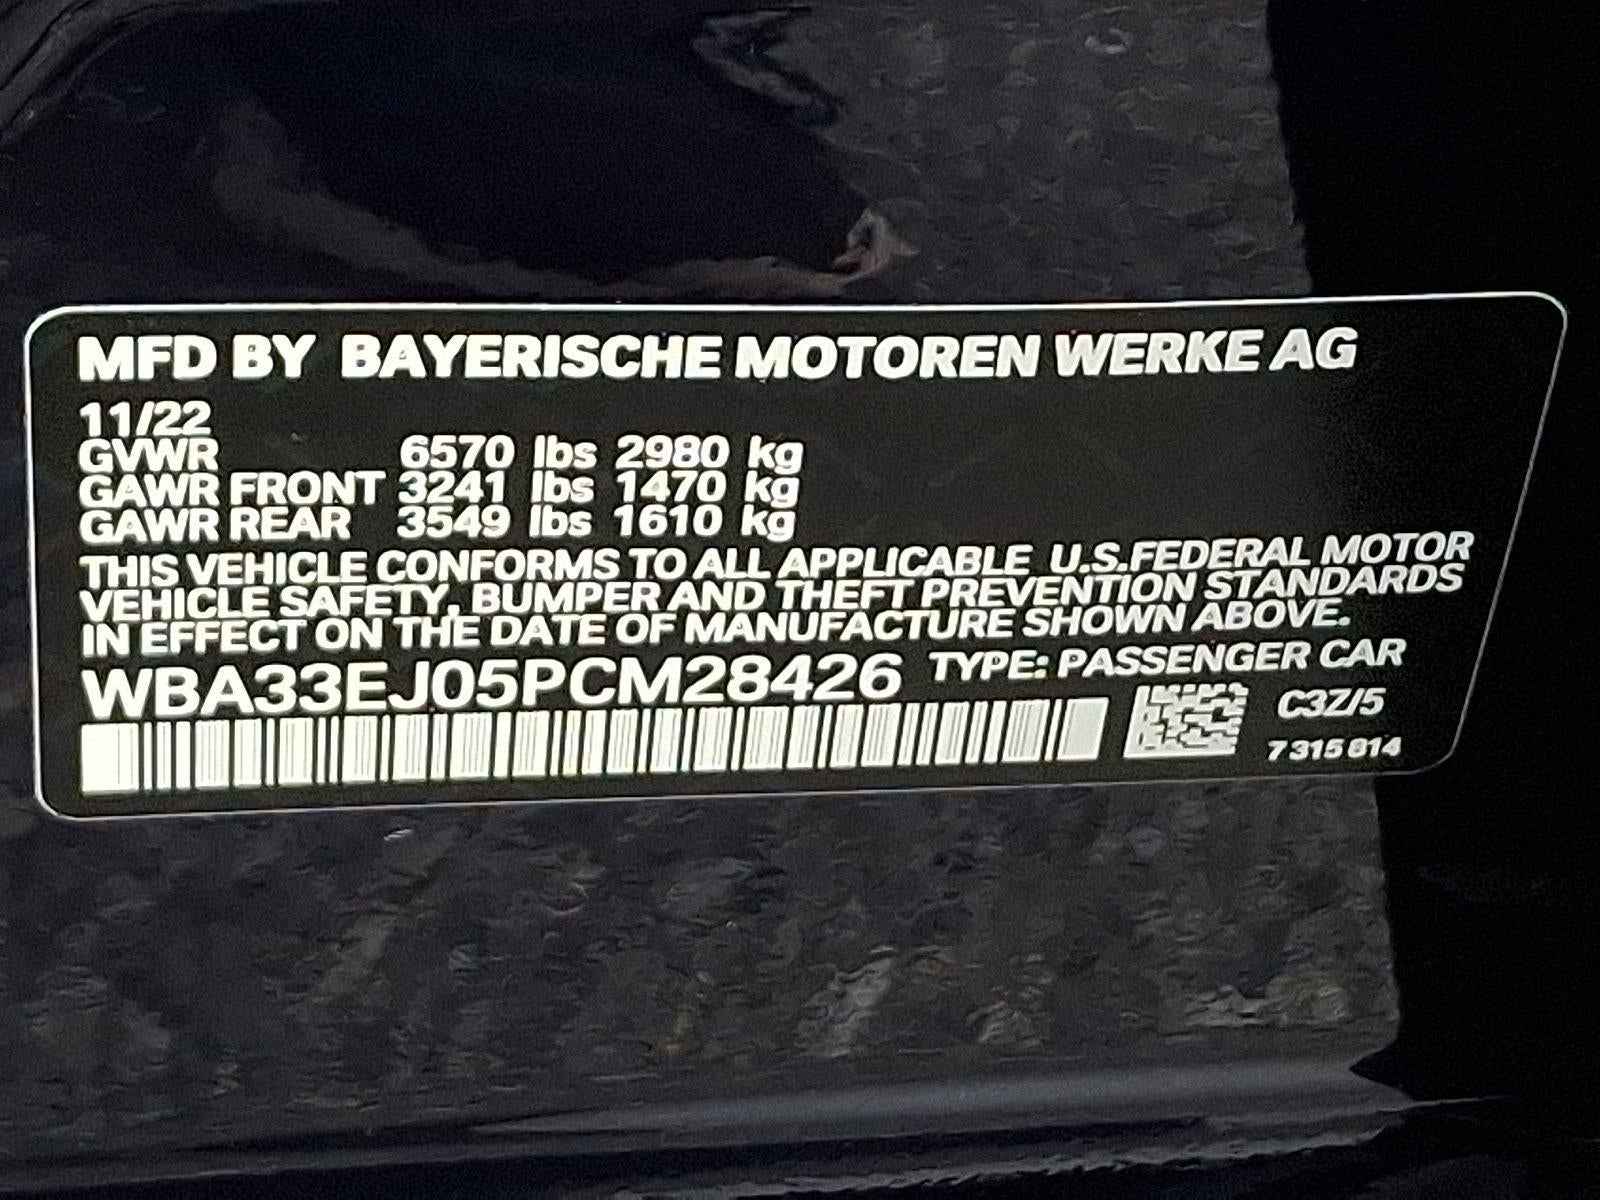 MFD BY BAYERISCHE MOTOREN WERKE AG
11/22
GVWR 6570 lbs 2980 kg
GAWR FRONT 3241 lbs 1470 kg
GAWR REAR 3549 lbs 1610 kg
THIS VEHICLE CONFORMS TO ALL APPLICABLE U.S.FEDERAL MOTOR
VEHICLE SAFETY, BUMPER AND THEFT PREVENTION STANDARDS
IN EFFECT ON THE DATE OF MANUFACTURE SHOWN ABOVE.
WBA33EJ05PCM28426 TYPE: PASSENGER CAR
C3Z/5
7 315 814